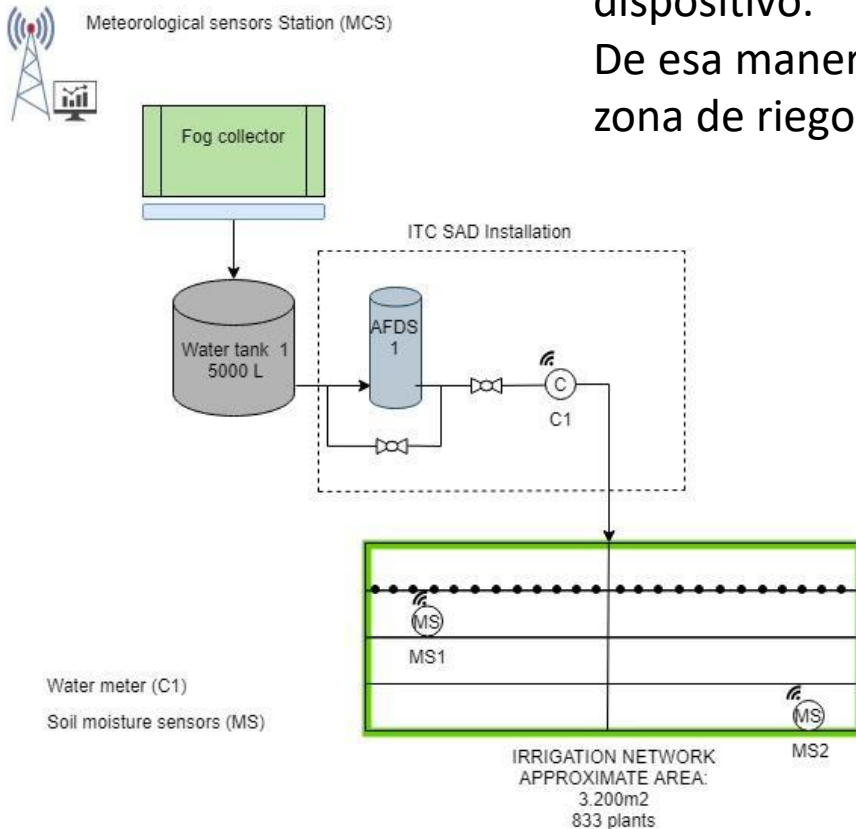 dispositivo.
De esa maner
zona de riego
Meteorological sensors Station (MCS)
Fog collector
ITC SAD Installation
Water tank 1
5000 L
AFDS
1
C
C1
MS
MS1
MS
MS2
Water meter (C1)
Soil moisture sensors (MS)
IRRIGATION NETWORK
APPROXIMATE AREA:
3.200m2
833 plants